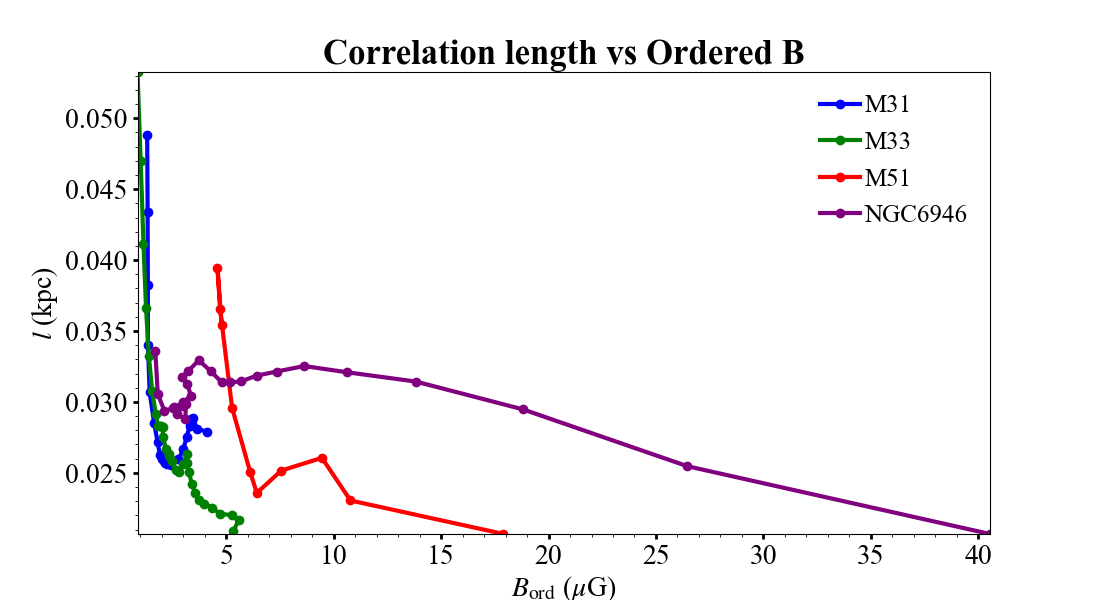 Correlation length vs Ordered B
M31
M33
M51
NGC6946
0.050
0.045
0.040
0.035
0.030
0.025
l (kpc)
5 10 15 20 25 30 35 40
B_ord (μG)